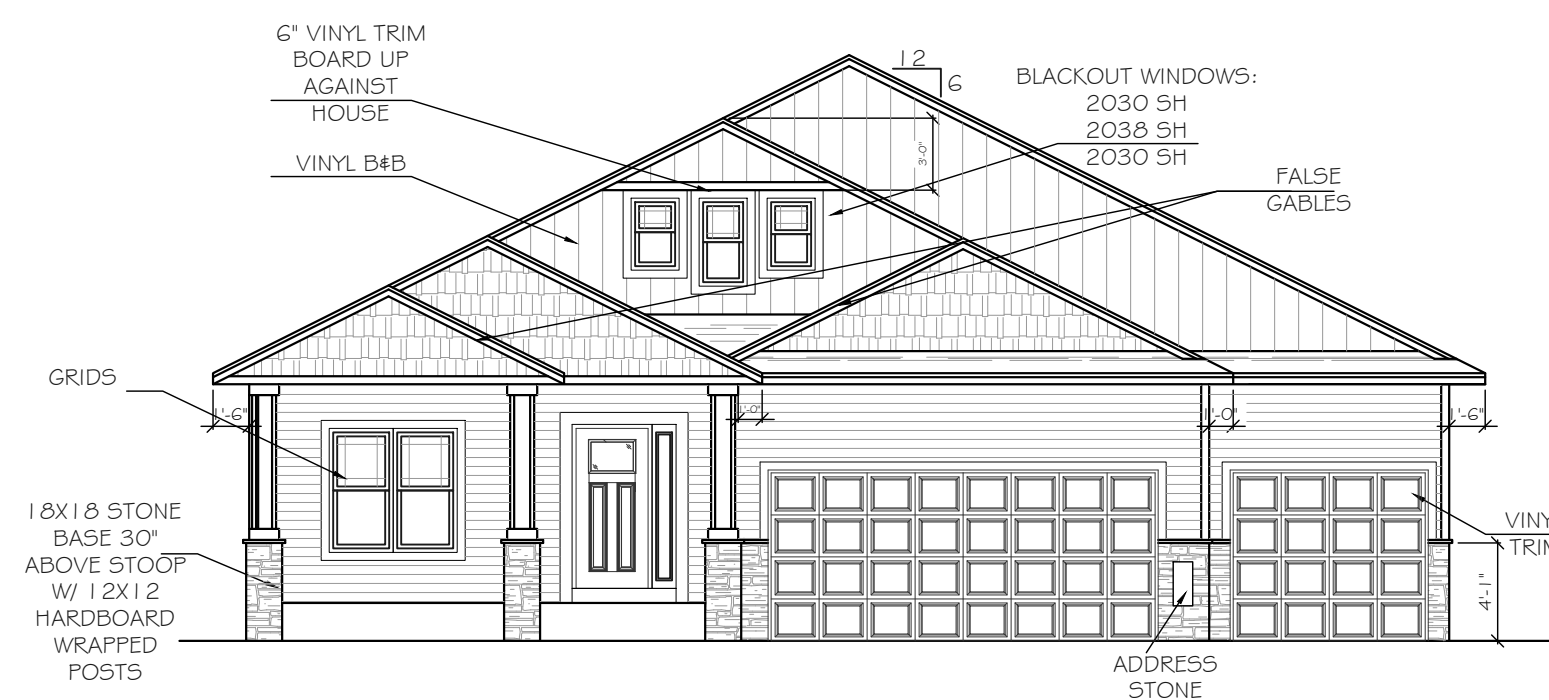 6" VINYL TRIM
BOARD UP
AGAINST
HOUSE
VINYL B&B
12
6
BLACKOUT WINDOWS:
2030 SH
2038 SH
2030 SH
3'-0"
FALSE
GABLES
GRIDS
1'-6"
1'-0"
1'-0"
1'-6"
18X18 STONE
BASE 30"
ABOVE STOOP
W/ 12X12
HARDBOARD
WRAPPED
POSTS
VINY
TRIM
4'-1"
ADDRESS
STONE